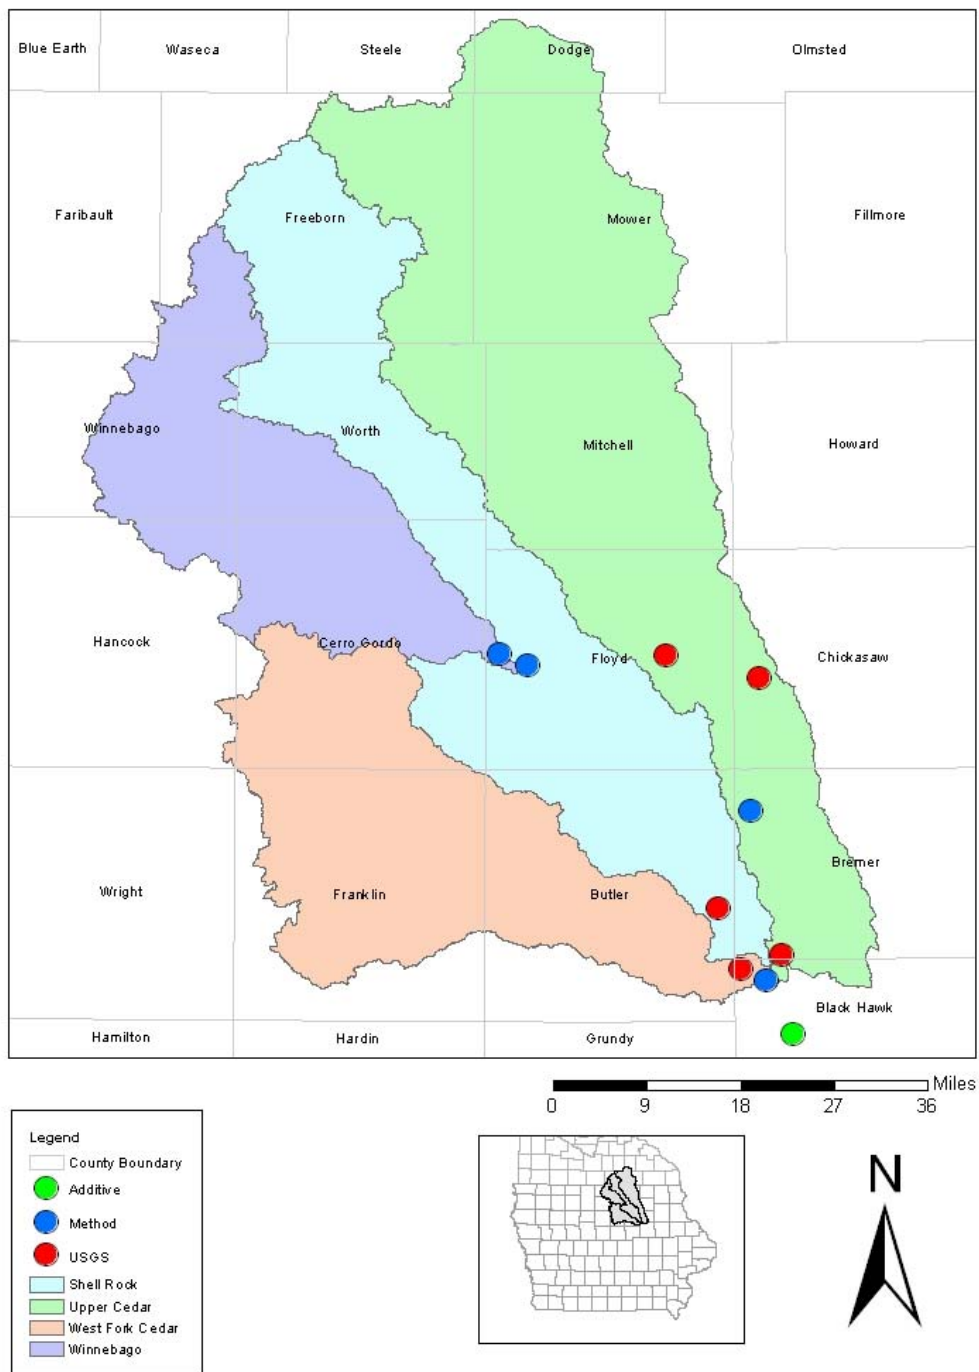 Blue Earth Waseca Steele Dodge Olmsted
Faribault Freeborn Mower Fillmore
Winnebago Worth Mitchell Howard
Hancock Cerro Gordo Floyd Chickasaw
Wright Franklin Butler Bremer
Black Hawk
Hamilton Hardin Grundy
Miles
0 9 18 27 36
Legend
County Boundary
Additive
Method
USGS
Shell Rock
Upper Cedar
West Fork Cedar
Winnebago
N